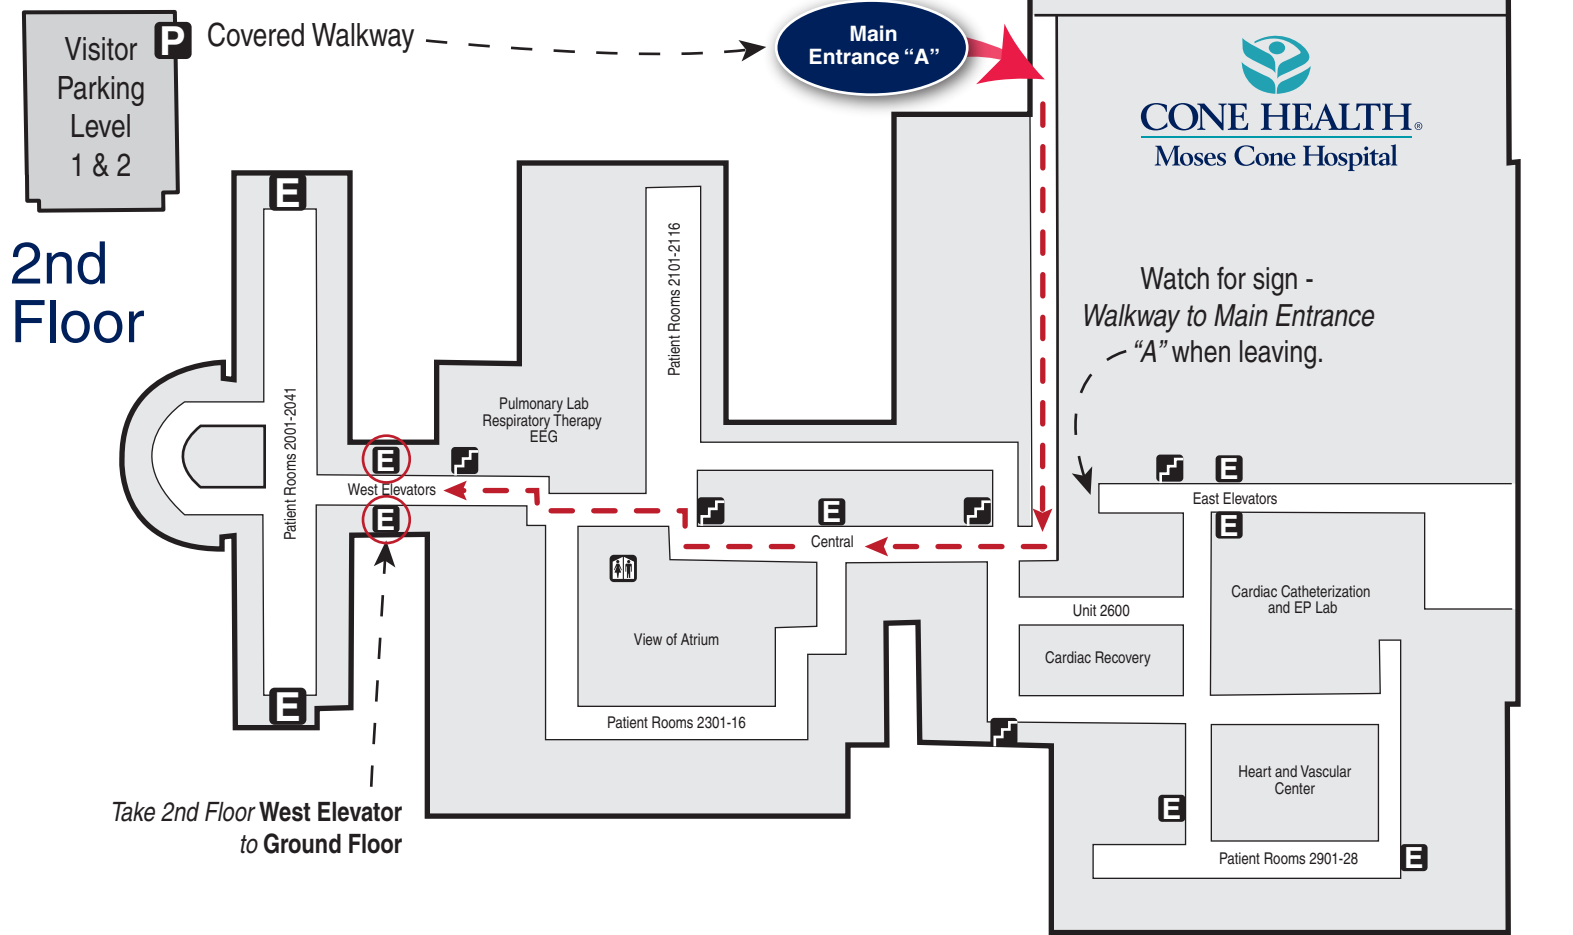 Visitor
Parking
Level
1 & 2
P
Covered Walkway
Main
Entrance “A”
CONE HEALTH®
Moses Cone Hospital
2nd
Floor
Watch for sign -
Walkway to Main Entrance
“A” when leaving.
E
Patient Rooms 2001-2041
Patient Rooms 2101-2116
Pulmonary Lab
Respiratory Therapy
EEG
E
West Elevators
E
E
Central
E
East Elevators
E
Cardiac Catheterization
and EP Lab
Unit 2600
View of Atrium
Cardiac Recovery
E
Patient Rooms 2301-16
Heart and Vascular
Center
E
Patient Rooms 2901-28
E
Take 2nd Floor West Elevator
to Ground Floor